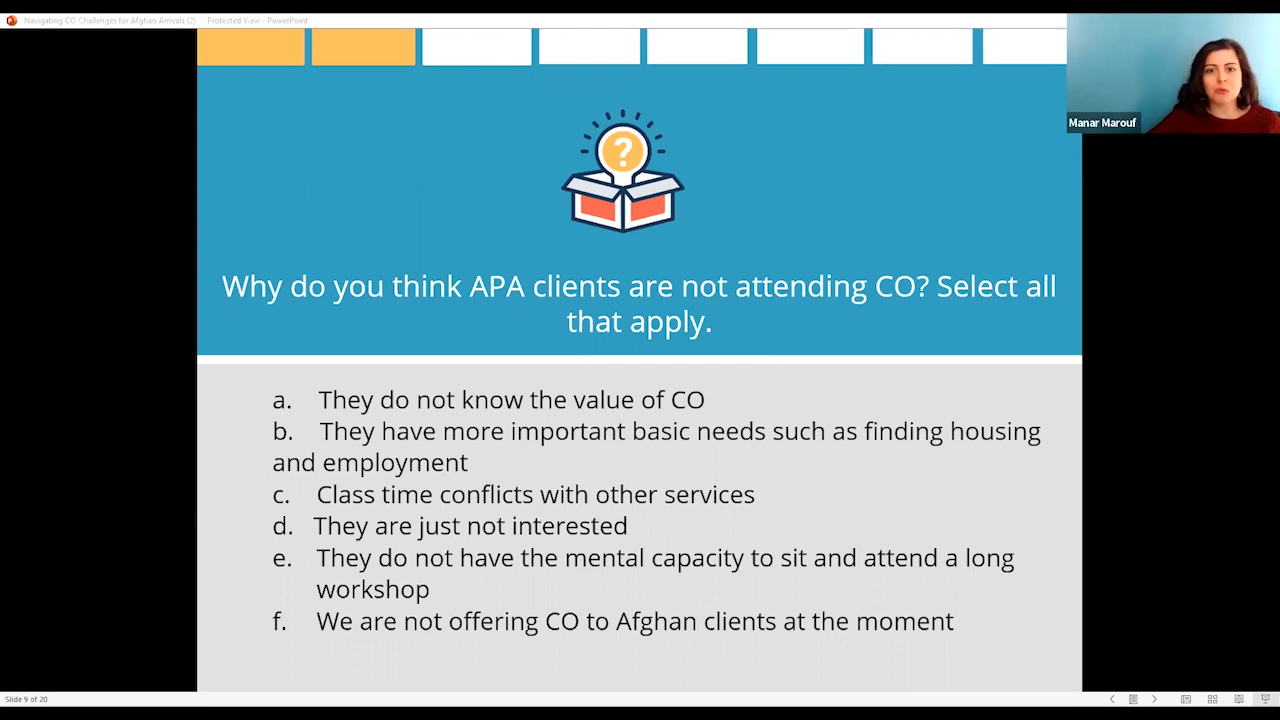 Navigating CO Challenges for Afghan Arrivals (2) - Protected View - PowerPoint
Manar Marouf
?
Why do you think APA clients are not attending CO? Select all
that apply.
a. They do not know the value of CO
b. They have more important basic needs such as finding housing
and employment
c. Class time conflicts with other services
d. They are just not interested
e. They do not have the mental capacity to sit and attend a long
workshop
f. We are not offering CO to Afghan clients at the moment
Slide 9 of 20